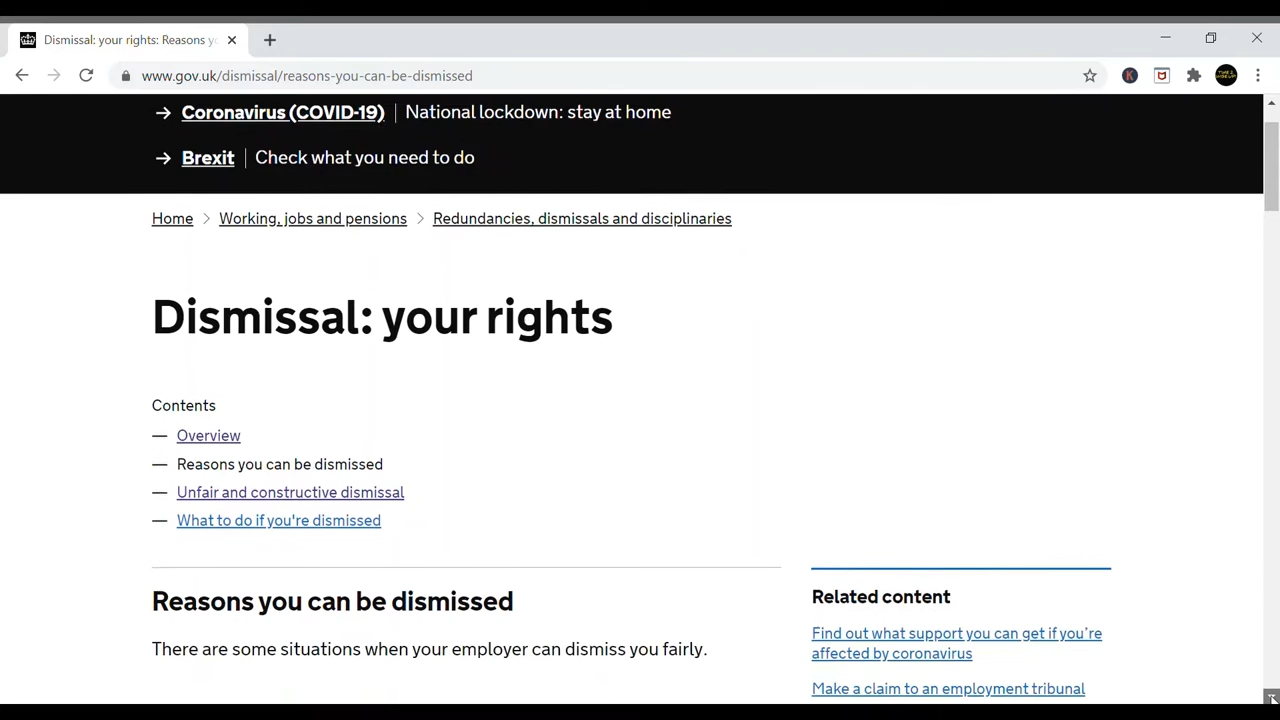 Dismissal: your rights: Reasons yo
www.gov.uk/dismissal/reasons-you-can-be-dismissed
K
→ Coronavirus (COVID-19) | National lockdown: stay at home
→ Brexit | Check what you need to do
Home > Working, jobs and pensions > Redundancies, dismissals and disciplinaries
Dismissal: your rights
Contents
— Overview
— Reasons you can be dismissed
— Unfair and constructive dismissal
— What to do if you're dismissed
Reasons you can be dismissed
There are some situations when your employer can dismiss you fairly.
Related content
Find out what support you can get if you're
affected by coronavirus
Make a claim to an employment tribunal